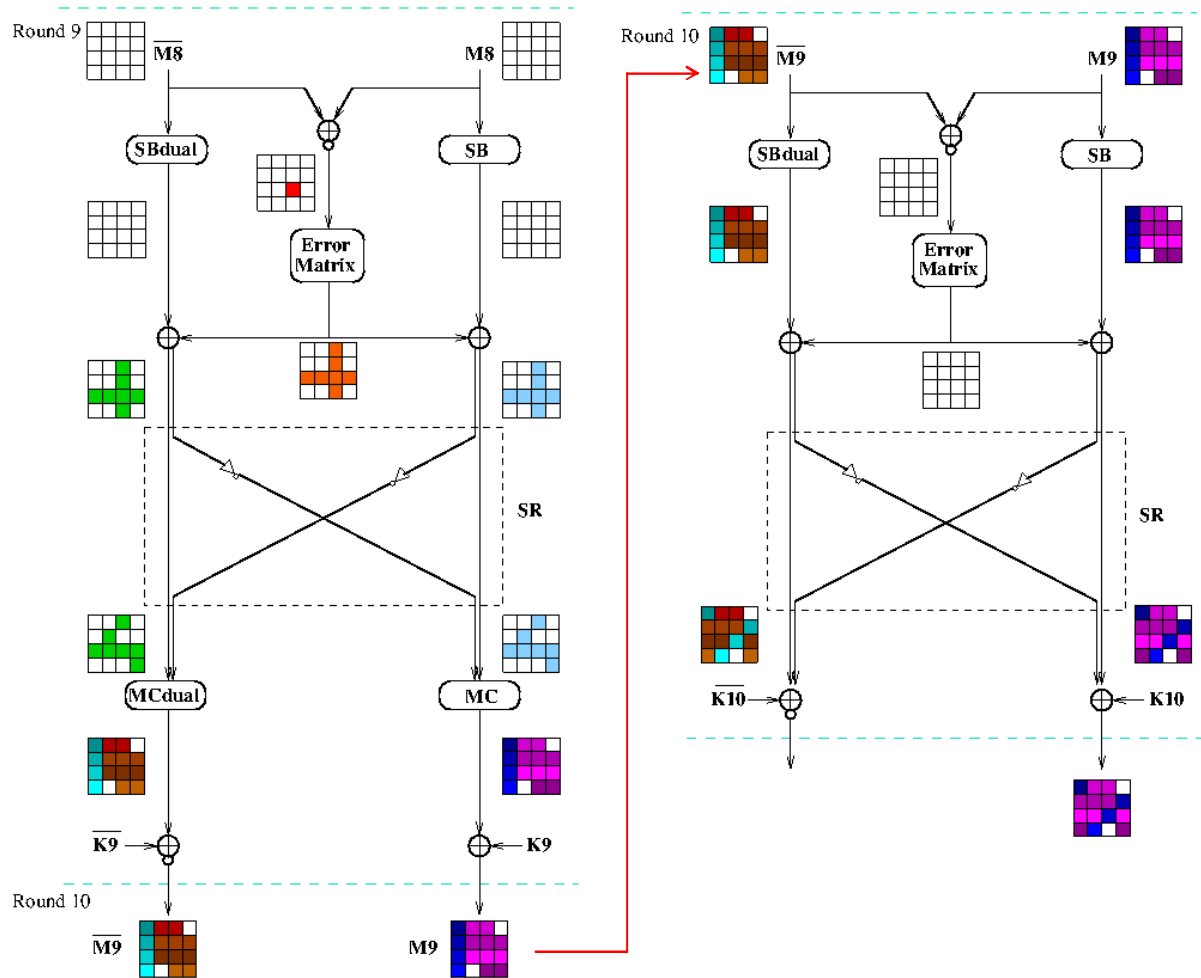 Round 9
M8
M8
SBdual
SB
Error
Matrix
SR
MCdual
MC
K9
K9
Round 10
M9
M9
Round 10
M9
M9
SBdual
SB
Error
Matrix
SR
K10
K10